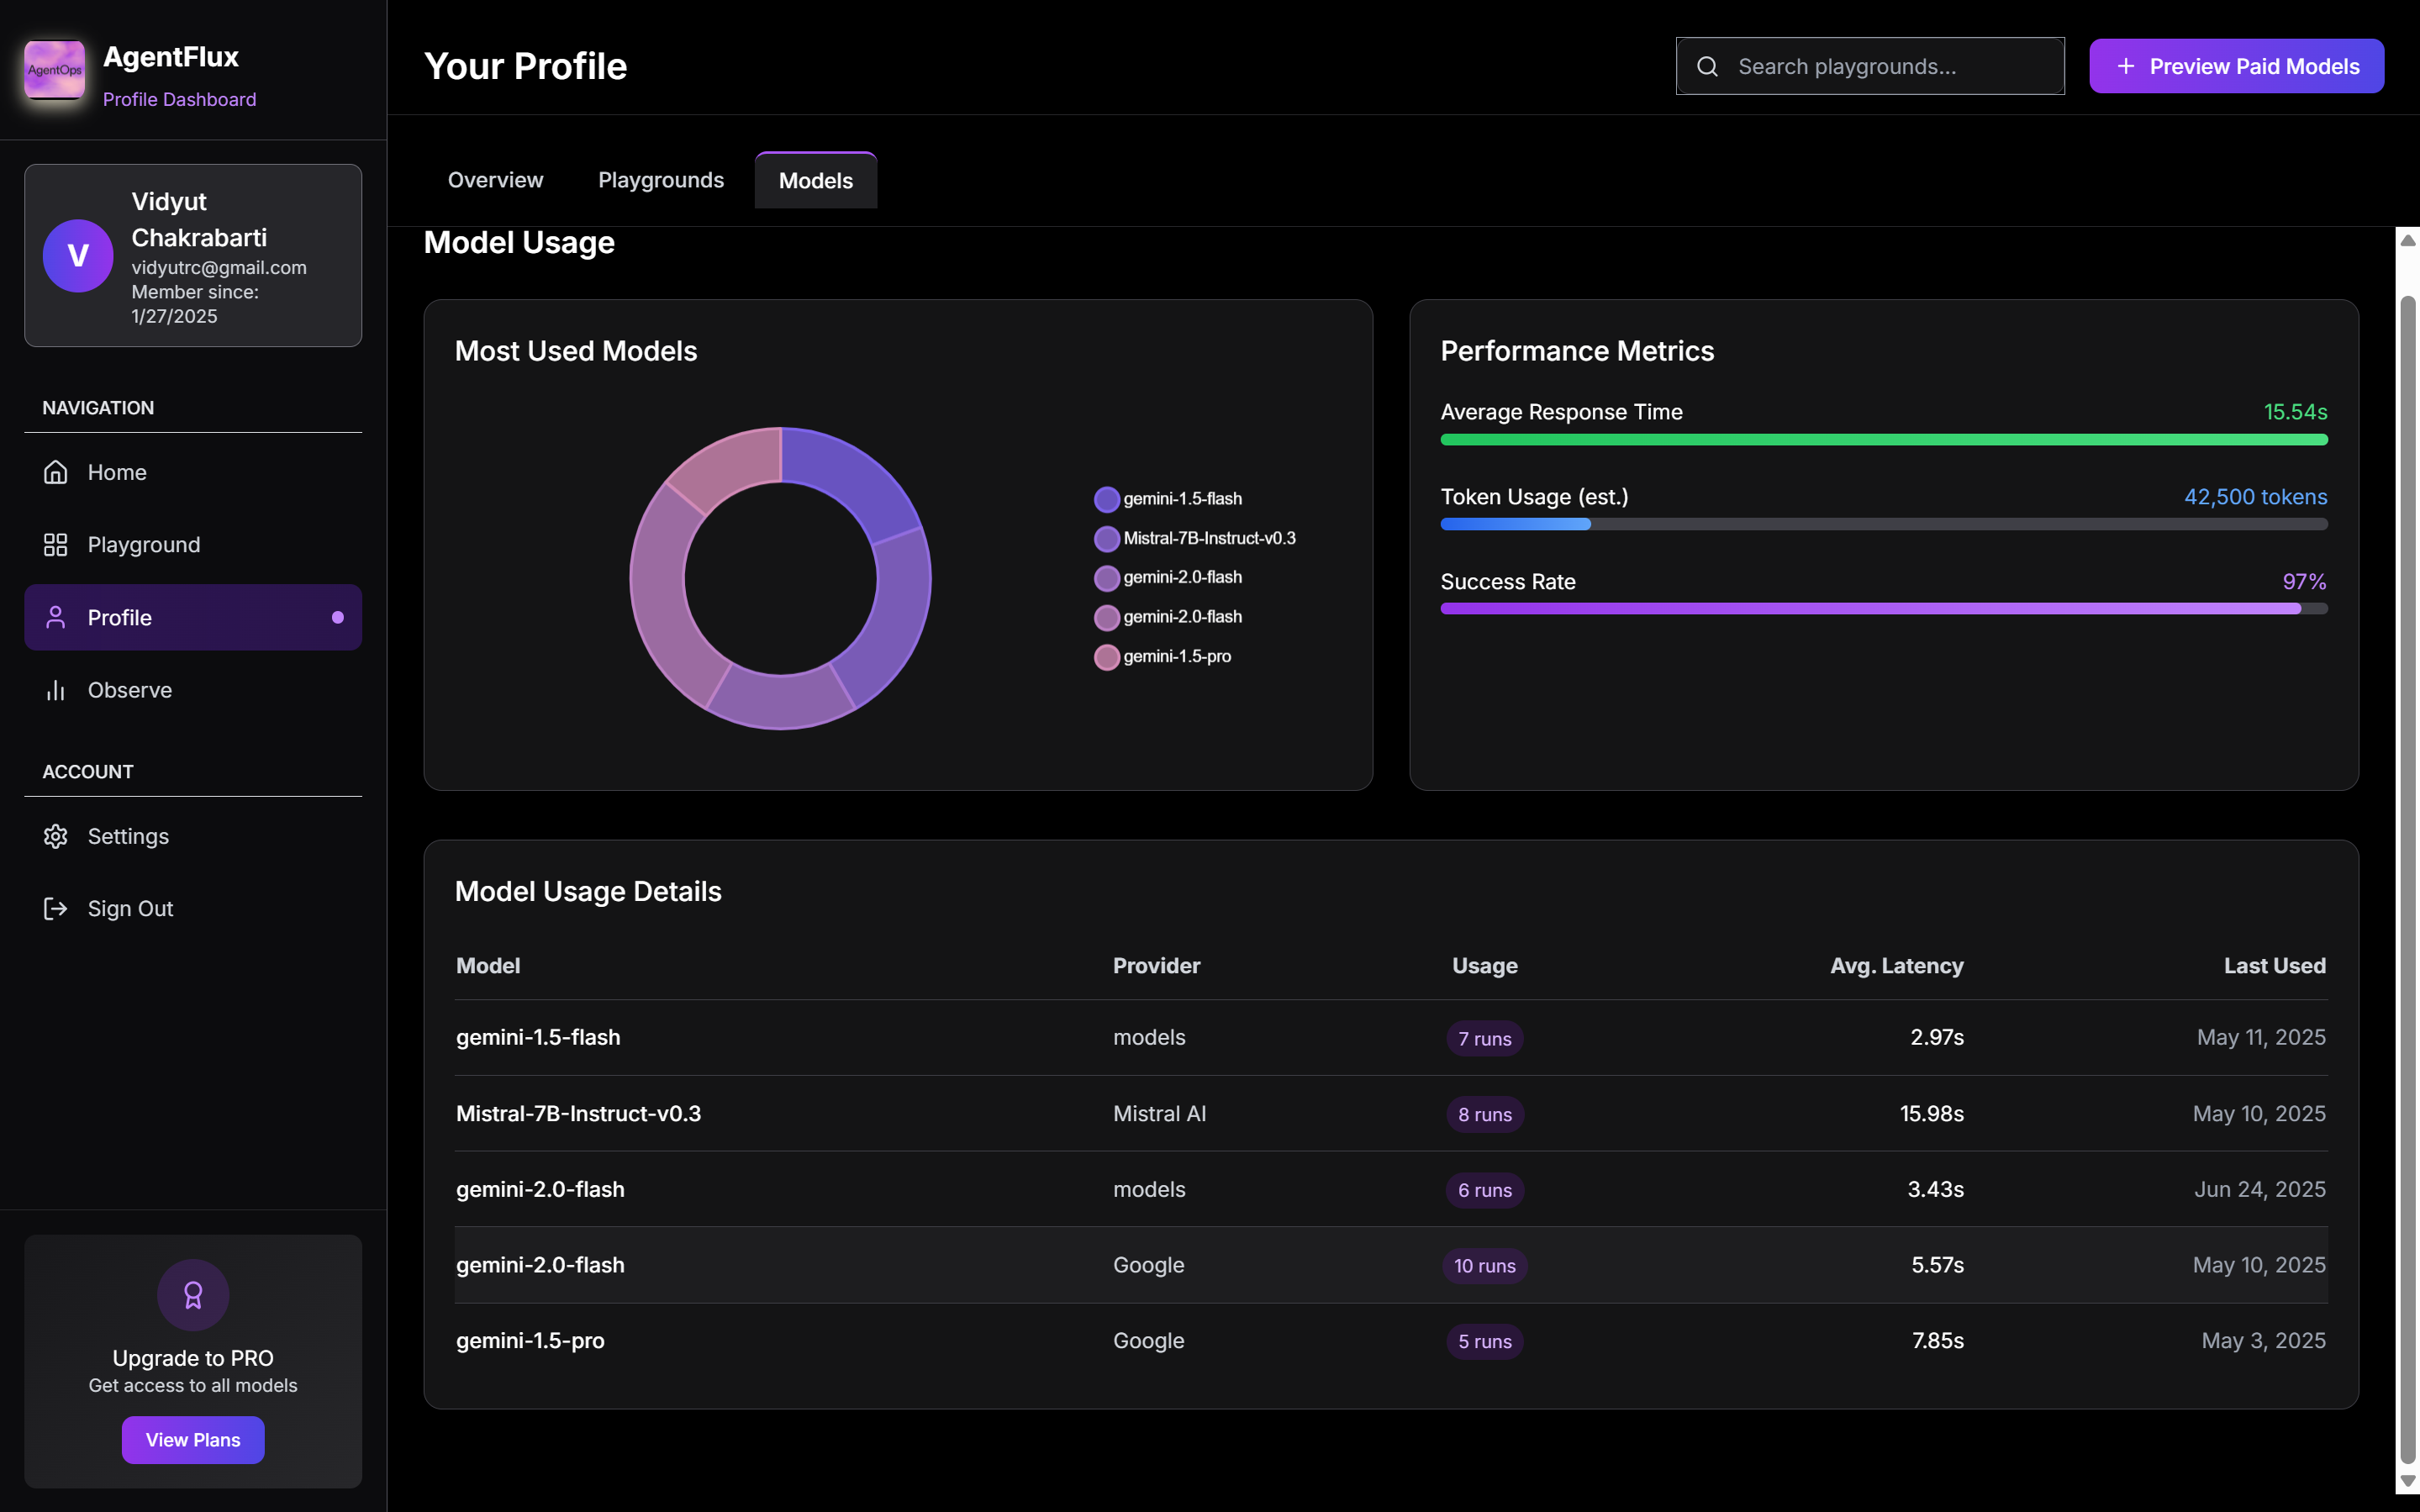 AgentOps
AgentFlux
Profile Dashboard
Vidyut
Chakrabarti
V
vidyutrc@gmail.com
Member since:
1/27/2025
NAVIGATION
Home
Playground
Profile
Observe
ACCOUNT
Settings
Sign Out
Upgrade to PRO
Get access to all models
View Plans
Your Profile
Search playgrounds...
+ Preview Paid Models
Overview
Playgrounds
Models
Model Usage
Most Used Models
gemini-1.5-flash
Mistral-7B-Instruct-v0.3
gemini-2.0-flash
gemini-2.0-flash
gemini-1.5-pro
Performance Metrics
Average Response Time 15.54s
Token Usage (est.) 42,500 tokens
Success Rate 97%
Model Usage Details
Model Provider Usage Avg. Latency Last Used
gemini-1.5-flash models 7 runs 2.97s May 11, 2025
Mistral-7B-Instruct-v0.3 Mistral AI 8 runs 15.98s May 10, 2025
gemini-2.0-flash models 6 runs 3.43s Jun 24, 2025
gemini-2.0-flash Google 10 runs 5.57s May 10, 2025
gemini-1.5-pro Google 5 runs 7.85s May 3, 2025